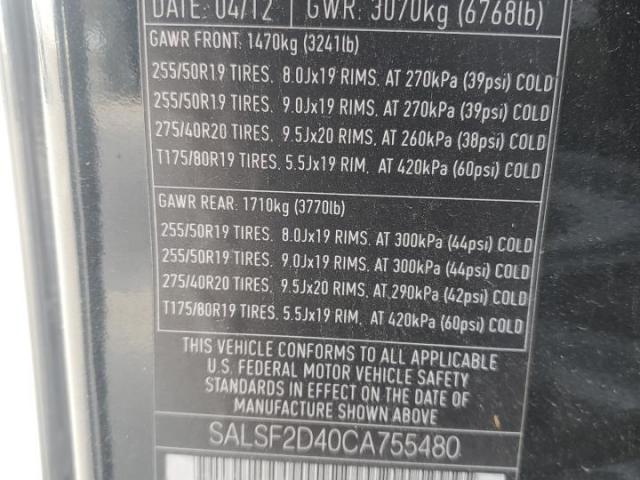 DATE: 04/12 GWR: 3070kg (6768lb)
GAWR FRONT: 1470kg (3241lb)
255/50R19 TIRES, 8.0Jx19 RIMS, AT 270kPa (39psi) COLD
255/50R19 TIRES, 9.0Jx19 RIMS, AT 270kPa (39psi) COLD
275/40R20 TIRES, 9.5Jx20 RIMS, AT 260kPa (38psi) COLD
T175/80R19 TIRES, 5.5Jx19 RIM, AT 420kPa (60psi) COLD
GAWR REAR: 1710kg (3770lb)
255/50R19 TIRES, 8.0Jx19 RIMS, AT 300kPa (44psi) COLD
255/50R19 TIRES, 9.0Jx19 RIMS, AT 300kPa (44psi) COLD
275/40R20 TIRES, 9.5Jx20 RIMS, AT 290kPa (42psi) COLD
T175/80R19 TIRES, 5.5Jx19 RIM, AT 420kPa (60psi) COLD
THIS VEHICLE CONFORMS TO ALL APPLICABLE
U.S. FEDERAL MOTOR VEHICLE SAFETY
STANDARDS IN EFFECT ON THE DATE OF
MANUFACTURE SHOWN ABOVE
SALSF2D40CA755480